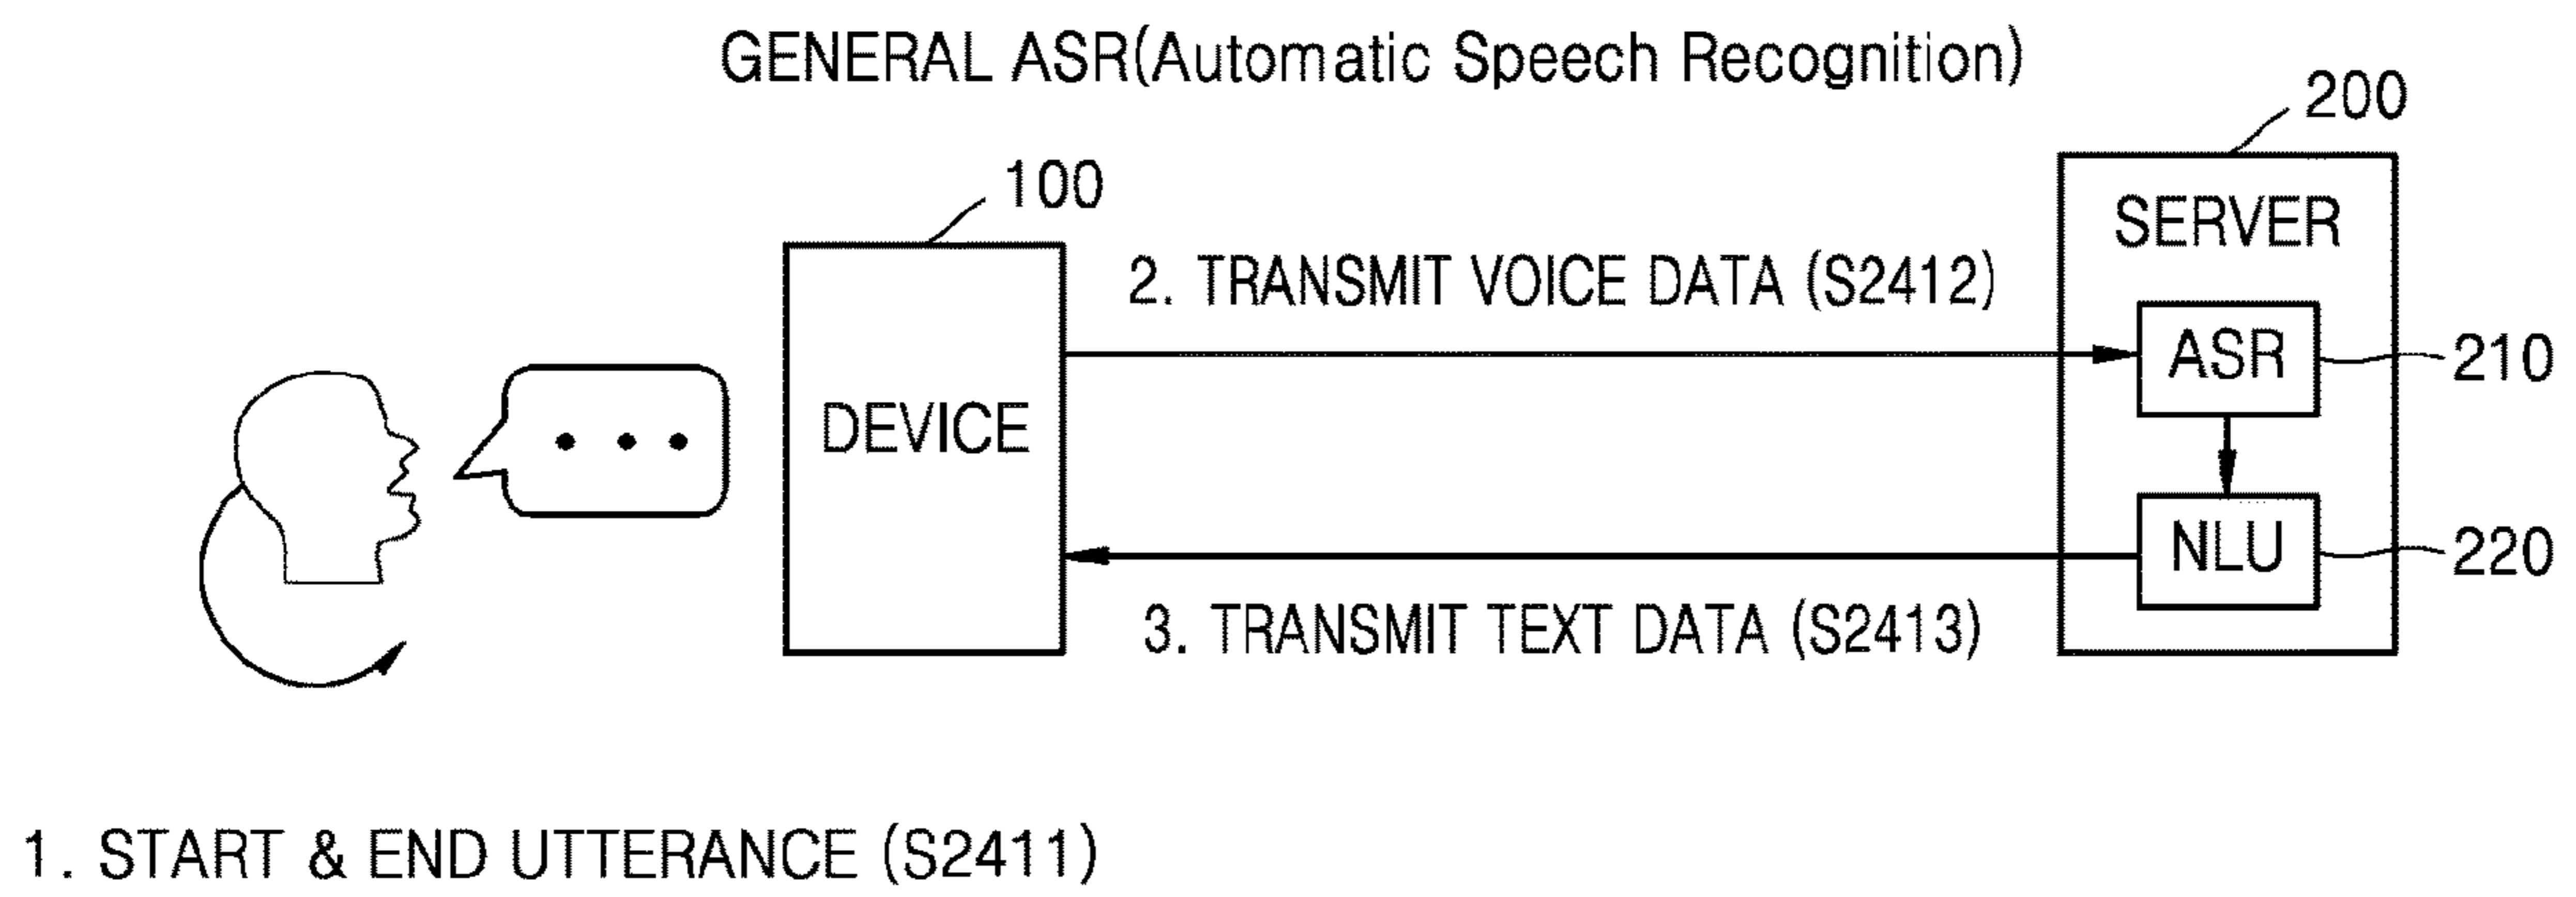 GENERAL ASR(Automatic Speech Recognition)
200
100
SERVER
2. TRANSMIT VOICE DATA (S2412)
ASR
210
DEVICE
NLU
220
3. TRANSMIT TEXT DATA (S2413)
1. START & END UTTERANCE (S2411)